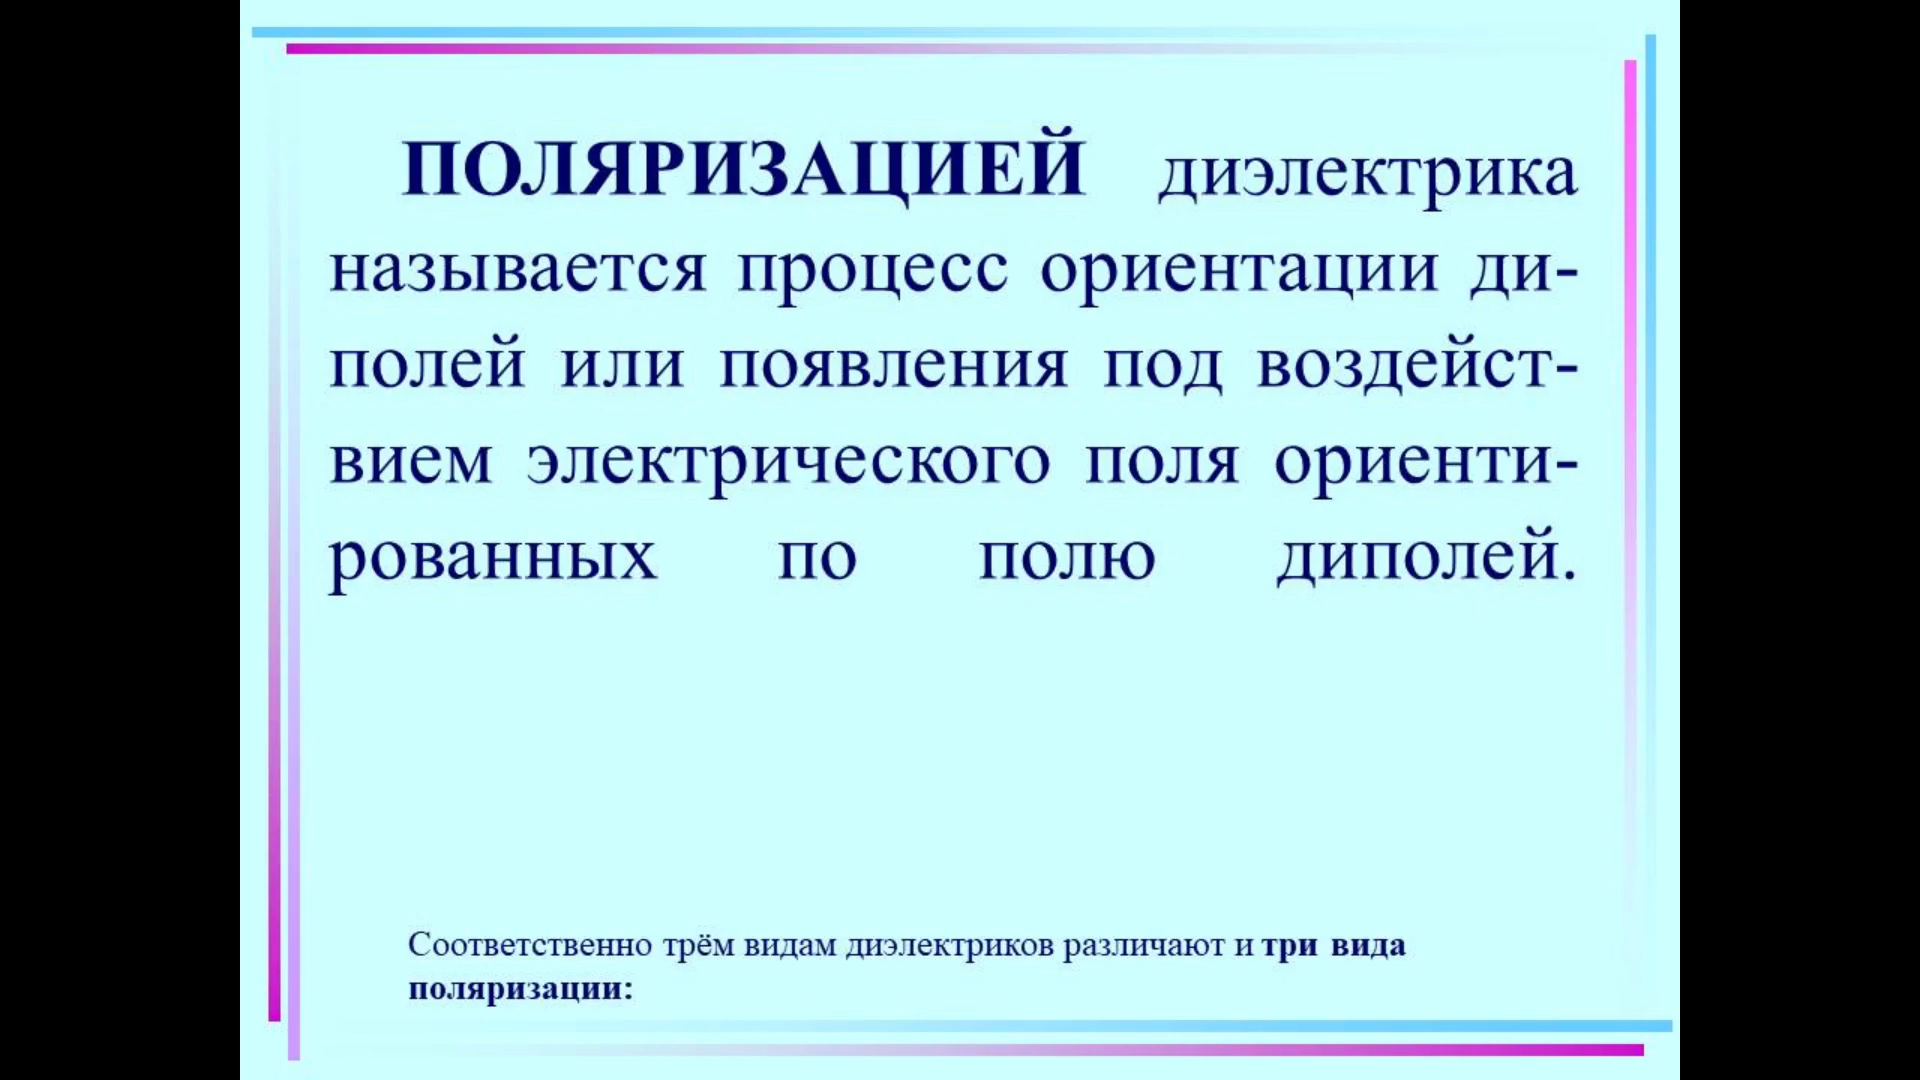 ПОЛЯРИЗАЦИЕЙ диэлектрика
называется процесс ориентации ди-
полей или появления под воздейст-
вием электрического поля ориенти-
рованных по полю диполей.
Соответственно трём видам диэлектриков различают и три вида
поляризации: